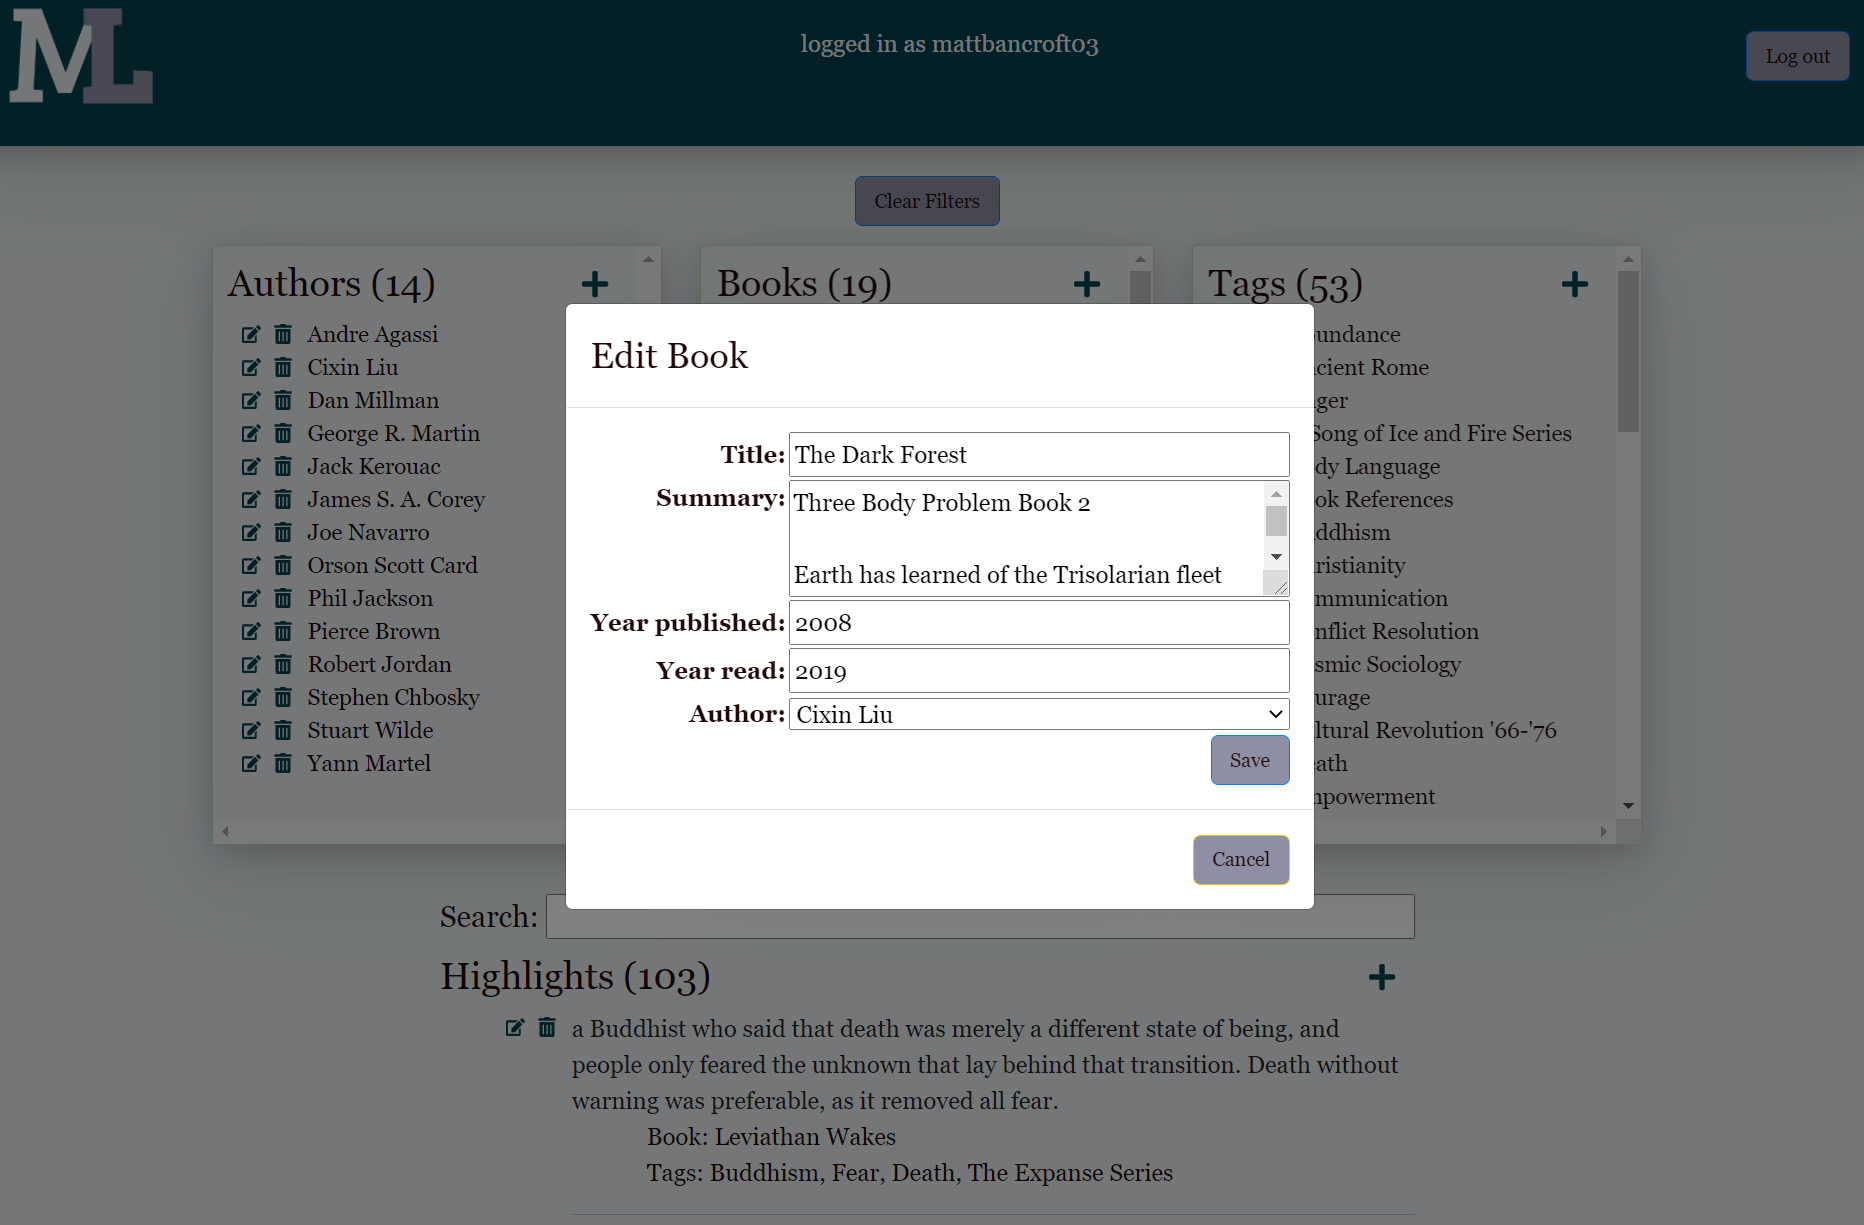 ML
logged in as mattbancroft03
Log out
Clear Filters
Authors (14)
Andre Agassi
Cixin Liu
Dan Millman
George R. Martin
Jack Kerouac
James S. A. Corey
Joe Navarro
Orson Scott Card
Phil Jackson
Pierce Brown
Robert Jordan
Stephen Chbosky
Stuart Wilde
Yann Martel
Books (19)
Tags (53)
undance
cient Rome
ger
Song of Ice and Fire Series
dy Language
ok References
ddhism
ristianity
mmunication
nflict Resolution
smic Sociology
urage
ltural Revolution '66-'76
ath
powerment
Edit Book
Title: The Dark Forest
Summary: Three Body Problem Book 2
Earth has learned of the Trisolarian fleet
Year published: 2008
Year read: 2019
Author: Cixin Liu
Save
Cancel
Search:
Highlights (103)
a Buddhist who said that death was merely a different state of being, and
people only feared the unknown that lay behind that transition. Death without
warning was preferable, as it removed all fear.
Book: Leviathan Wakes
Tags: Buddhism, Fear, Death, The Expanse Series